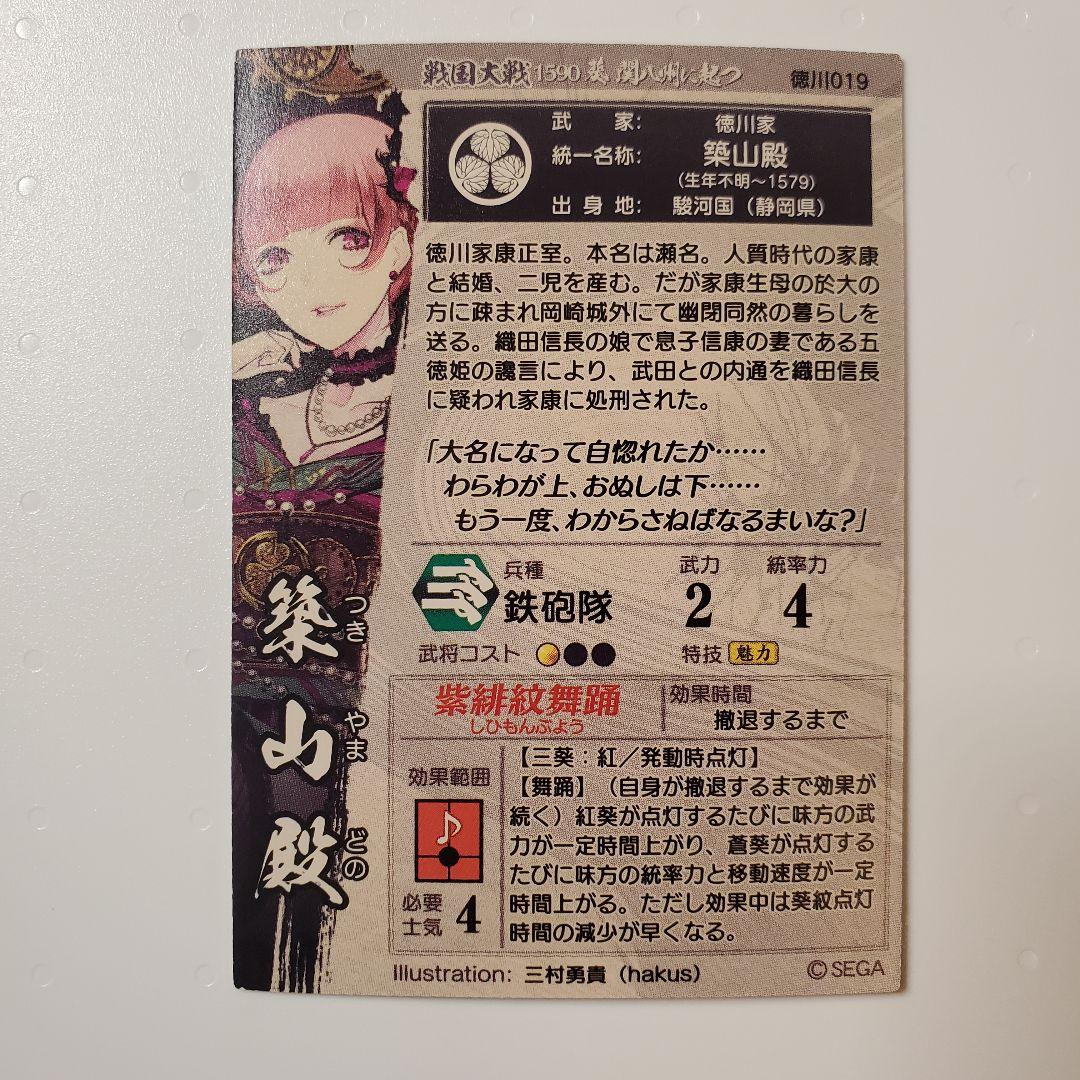 戦国大戦 1590 葵、関八州に起つ
徳川019
武家: 徳川家
統一名称: 築山殿
(生年不明～1579)
出身地: 駿河国（静岡県）
徳川家康正室。本名は瀬名。人質時代の家康
と結婚、二児を産む。だが家康生母の於大の
方に疎まれ岡崎城外にて幽閉同然の暮らしを
送る。織田信長の娘で息子信康の妻である五
徳姫の讒言により、武田との内通を織田信長
に疑われ家康に処刑された。
「大名になって自惚れたか……
わらわが上、おぬしは下……
もう一度、わからさねばなるまいな?」
兵種
鉄砲隊
武力
2
統率力
4
武将コスト
特技 魅力
築山殿
つきやまどの
紫緋紋舞踊
しひもんぶよう
効果時間
撤退するまで
効果範囲
必要士気 4
【三葵：紅／発動時点灯】
【舞踊】（自身が撤退するまで効果が
続く）紅葵が点灯するたびに味方の武
力が一定時間上がり、蒼葵が点灯する
たびに味方の統率力と移動速度が一定
時間上がる。ただし効果中は葵紋点灯
時間の減少が早くなる。
Illustration: 三村勇貴（hakus）
©SEGA